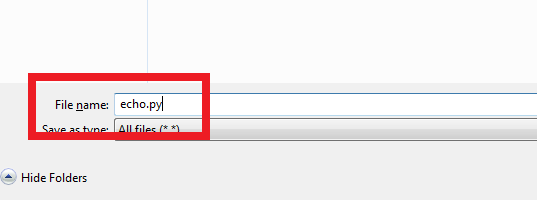 File name: echo.py
Save as type: All files (*.*)
Hide Folders